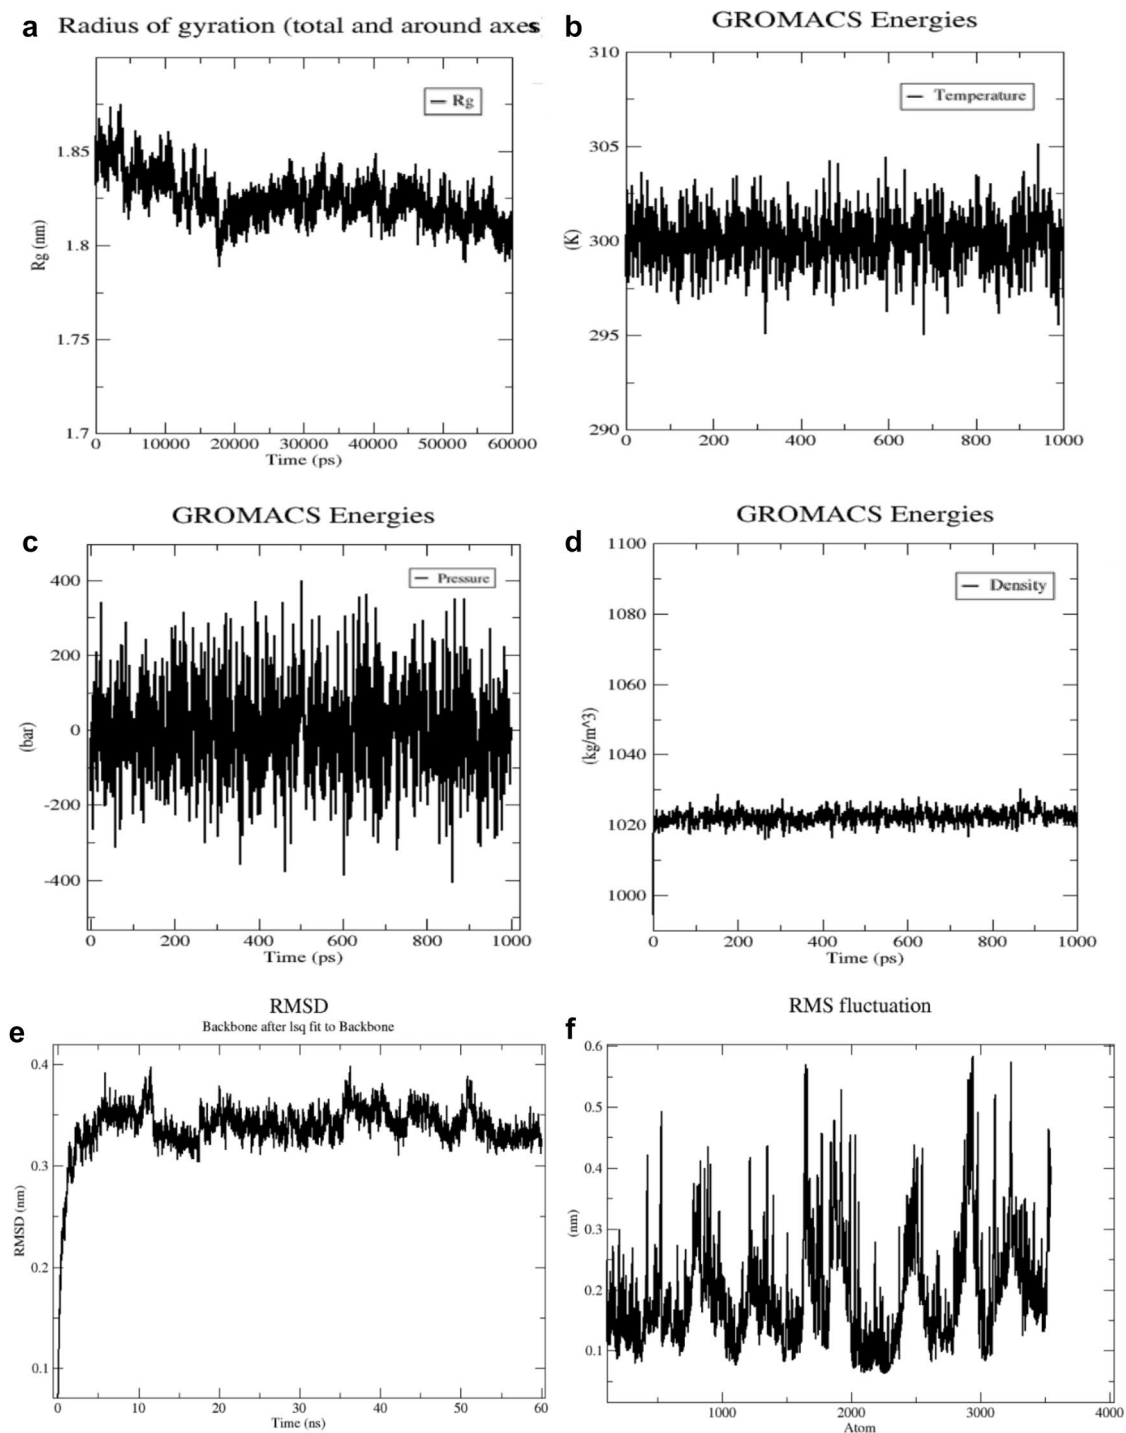 a
Radius of gyration (total and around axes
Rg
1.85
1.8
1.75
1.7
Rg (nm)
0 10000 20000 30000 40000 50000 60000
Time (ps)
b
GROMACS Energies
Temperature
310
305
300
295
290
(K)
0 200 400 600 800 1000
c
GROMACS Energies
Pressure
400
200
0
-200
-400
(bar)
0 200 400 600 800 1000
Time (ps)
d
GROMACS Energies
Density
1100
1080
1060
1040
1020
1000
(kg/m^3)
0 200 400 600 800 1000
Time (ps)
e
RMSD
Backbone after lsq fit to Backbone
0.4
0.3
0.2
0.1
RMSD (nm)
0 10 20 30 40 50 60
Time (ns)
f
RMS fluctuation
0.6
0.5
0.4
0.3
0.2
0.1
(nm)
1000 2000 3000 4000
Atom